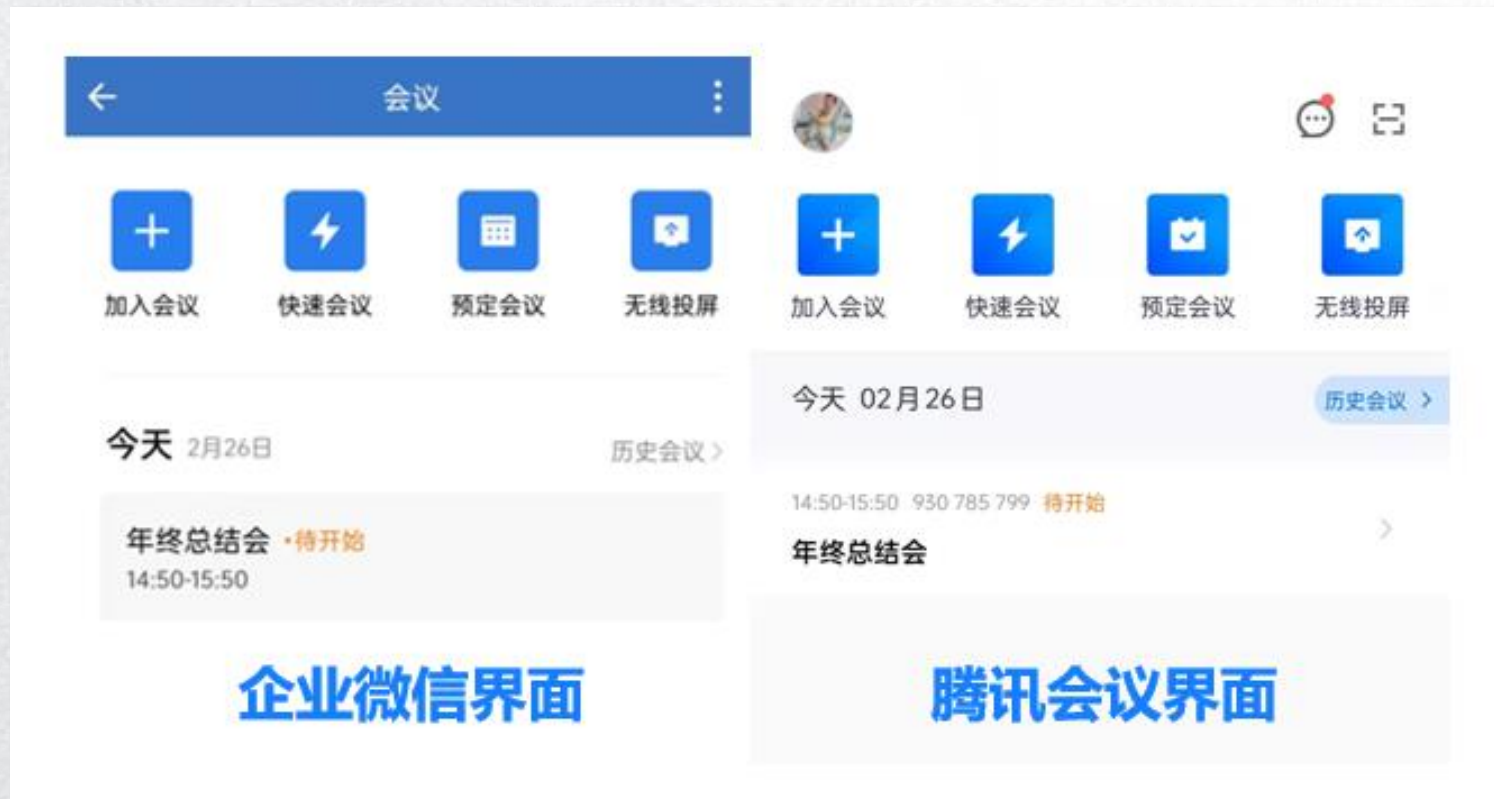 会议
加入会议 快速会议 预定会议 无线投屏
今天 2月26日 历史会议
年终总结会 •待开始
14:50-15:50
企业微信界面
加入会议 快速会议 预定会议 无线投屏
今天 02月26日 历史会议
14:50-15:50 930 785 799 待开始
年终总结会
腾讯会议界面